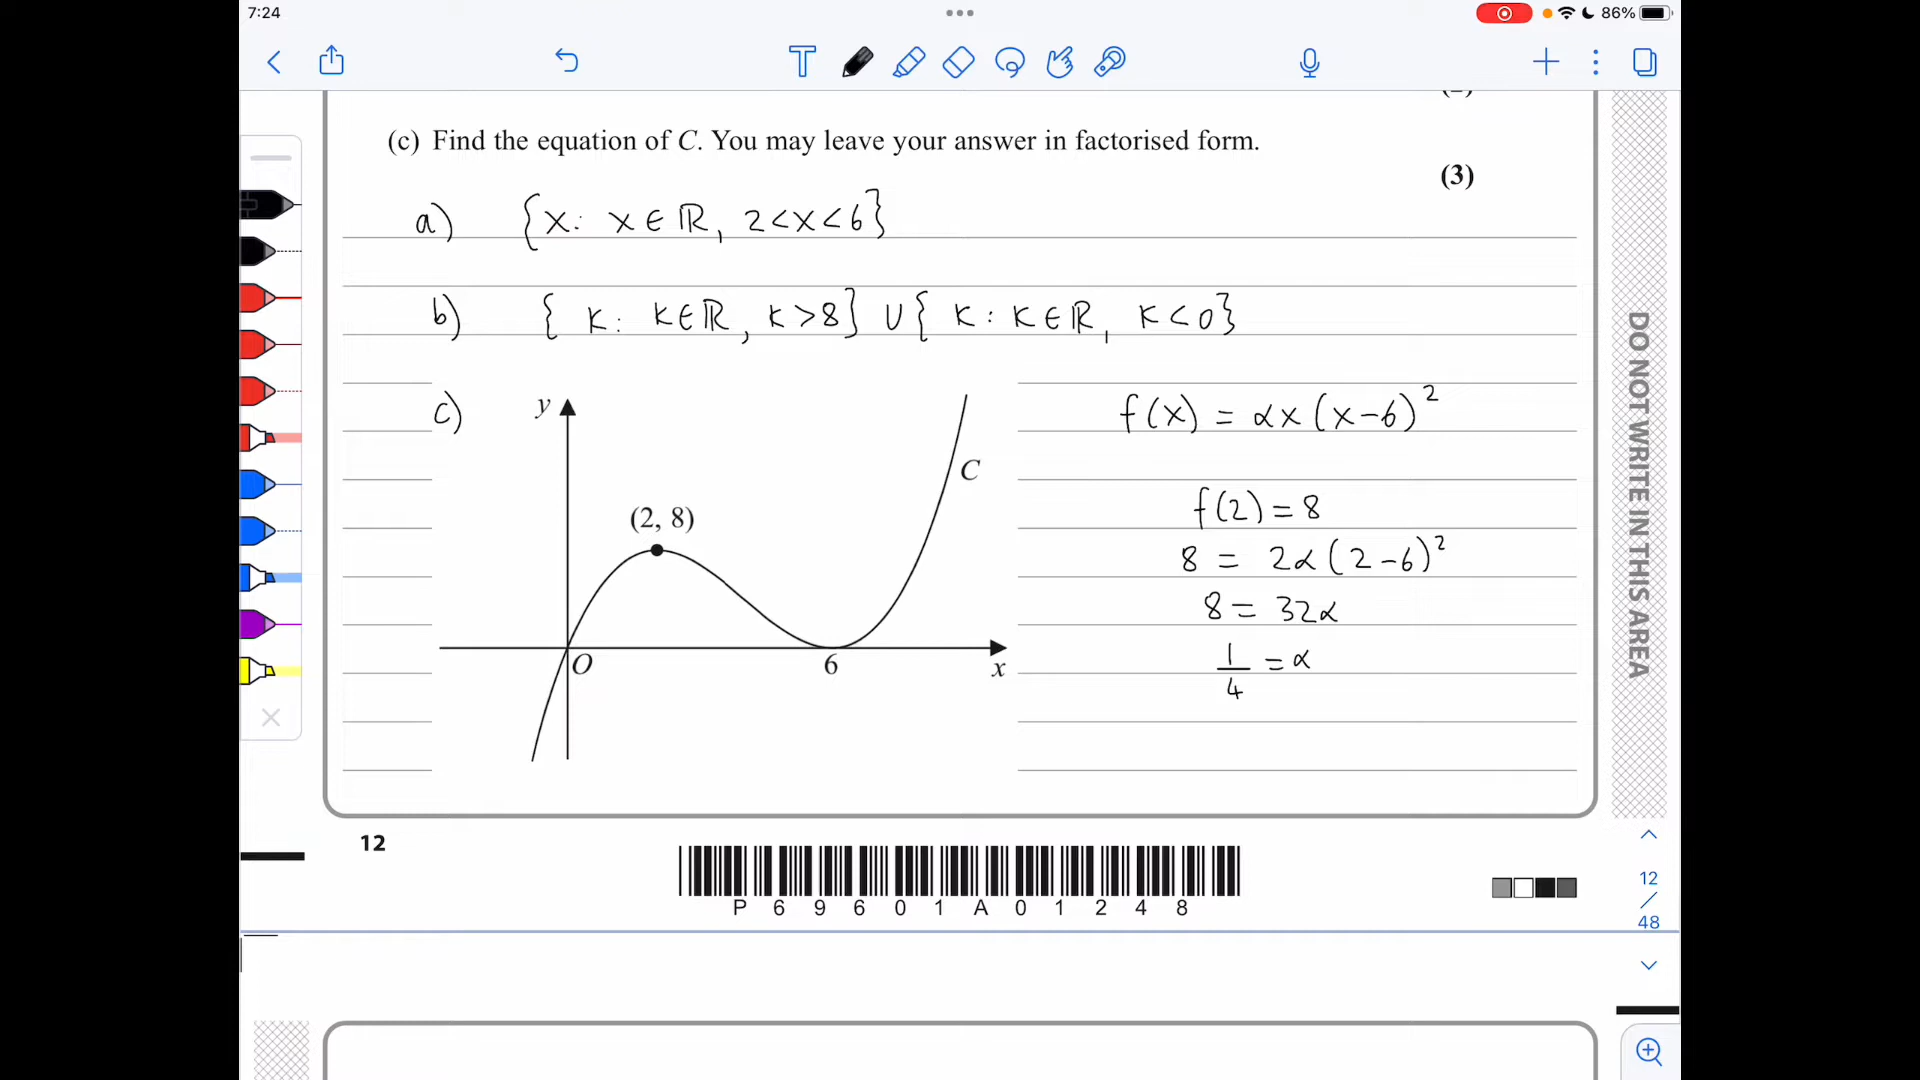 7:24
86%
(c) Find the equation of C. You may leave your answer in factorised form.
(3)
a) {x: x∈ℝ, 2<x<6}
b) {k: k∈ℝ, k>8} ∪ {k: k∈ℝ, k<0}
c)
y
C
(2, 8)
O
6
x
f(x) = αx(x-6)²
f(2) = 8
8 = 2α(2-6)²
8 = 32α
1/4 = α
DO NOT WRITE IN THIS AREA
12
P 6 9 6 0 1 A 0 1 2 4 8
12
/
48